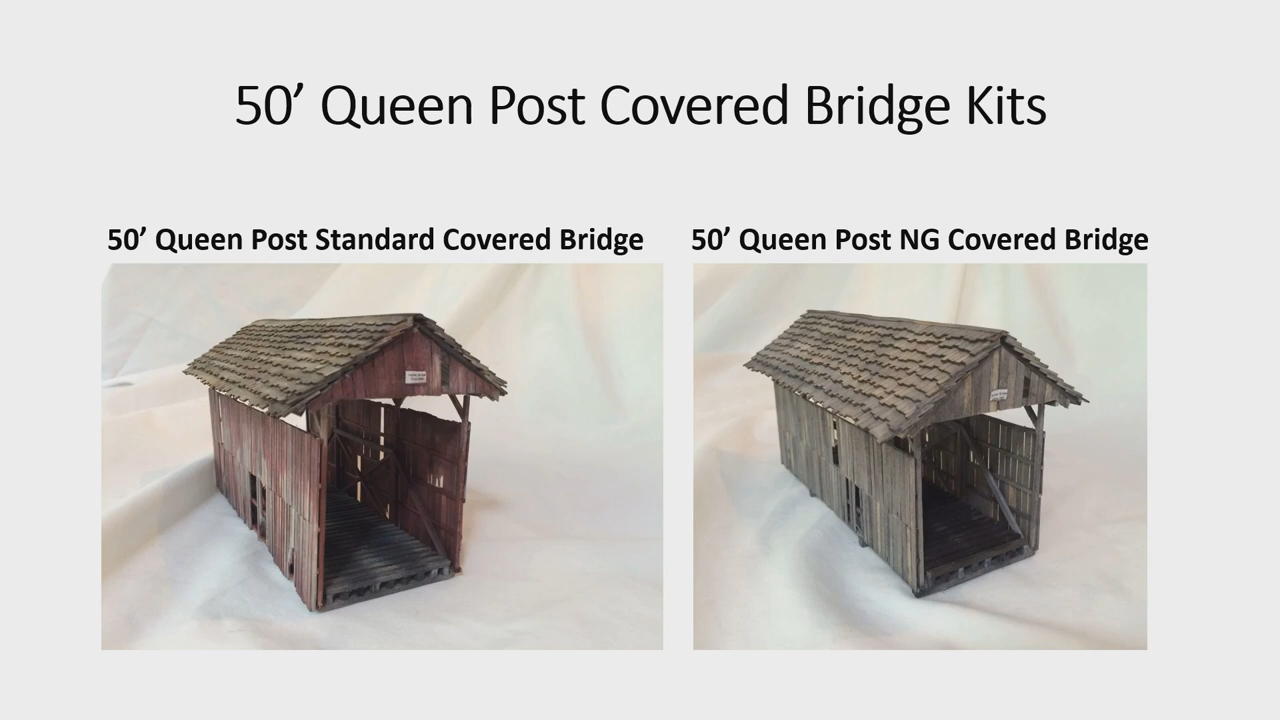 50’ Queen Post Covered Bridge Kits
50’ Queen Post Standard Covered Bridge
50’ Queen Post NG Covered Bridge